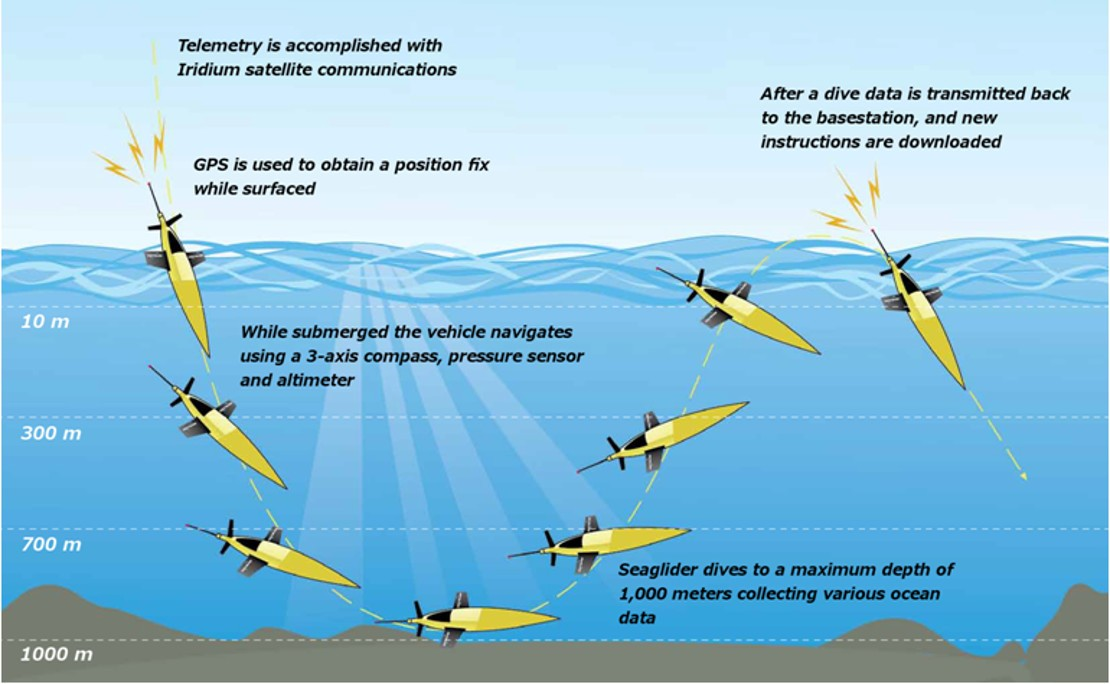 Telemetry is accomplished with
Iridium satellite communications
After a dive data is transmitted back
to the basestation, and new
instructions are downloaded
GPS is used to obtain a position fix
while surfaced
10 m
While submerged the vehicle navigates
using a 3-axis compass, pressure sensor
and altimeter
300 m
700 m
Seaglider dives to a maximum depth of
1,000 meters collecting various ocean
data
1000 m